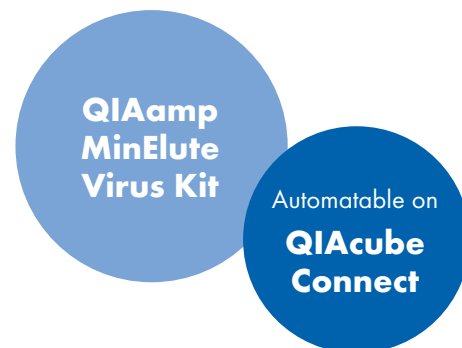 QIAamp
MinElute
Virus Kit
Automatable on
QIAcube
Connect